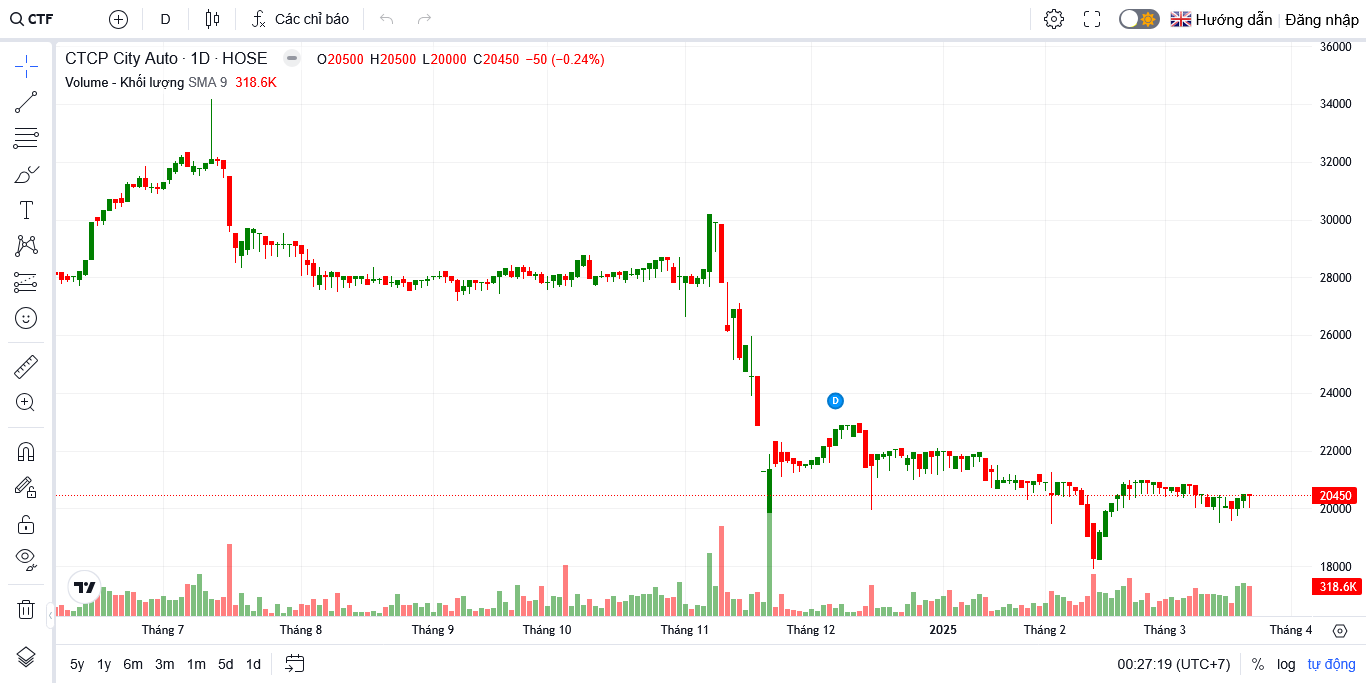 CTF D Các chỉ báo Hướng dẫn Đăng nhập
CTCP City Auto · 1D · HOSE O20500 H20500 L20000 C20450 −50 (−0.24%)
Volume - Khối lượng SMA 9 318.6K
36000
34000
32000
30000
28000
26000
24000
D
22000
20450
20000
18000
318.6K
Tháng 7 Tháng 8 Tháng 9 Tháng 10 Tháng 11 Tháng 12 2025 Tháng 2 Tháng 3 Tháng 4
5y 1y 6m 3m 1m 5d 1d 00:27:19 (UTC+7) % log tự động